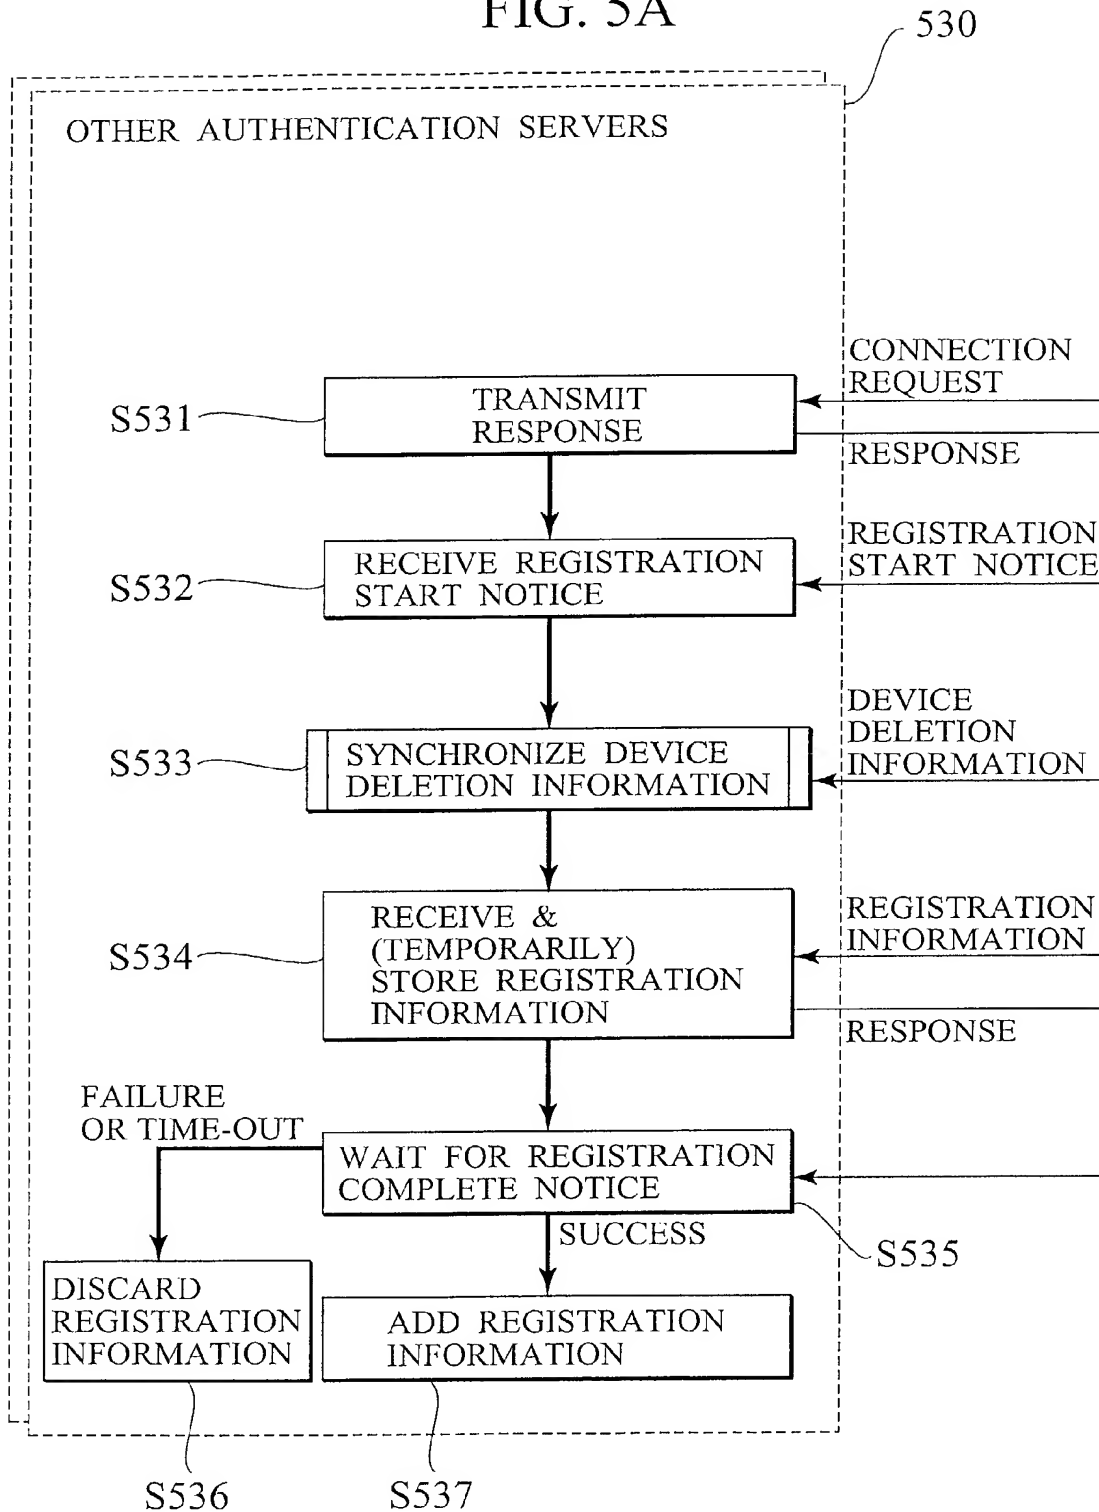 FIG. 5A
530
OTHER AUTHENTICATION SERVERS
CONNECTION
REQUEST
S531
TRANSMIT
RESPONSE
RESPONSE
REGISTRATION
START NOTICE
S532
RECEIVE REGISTRATION
START NOTICE
DEVICE
DELETION
INFORMATION
S533
SYNCHRONIZE DEVICE
DELETION INFORMATION
REGISTRATION
INFORMATION
S534
RECEIVE &
(TEMPORARILY)
STORE REGISTRATION
INFORMATION
RESPONSE
FAILURE
OR TIME-OUT
WAIT FOR REGISTRATION
COMPLETE NOTICE
SUCCESS
S535
DISCARD
REGISTRATION
INFORMATION
ADD REGISTRATION
INFORMATION
S536
S537